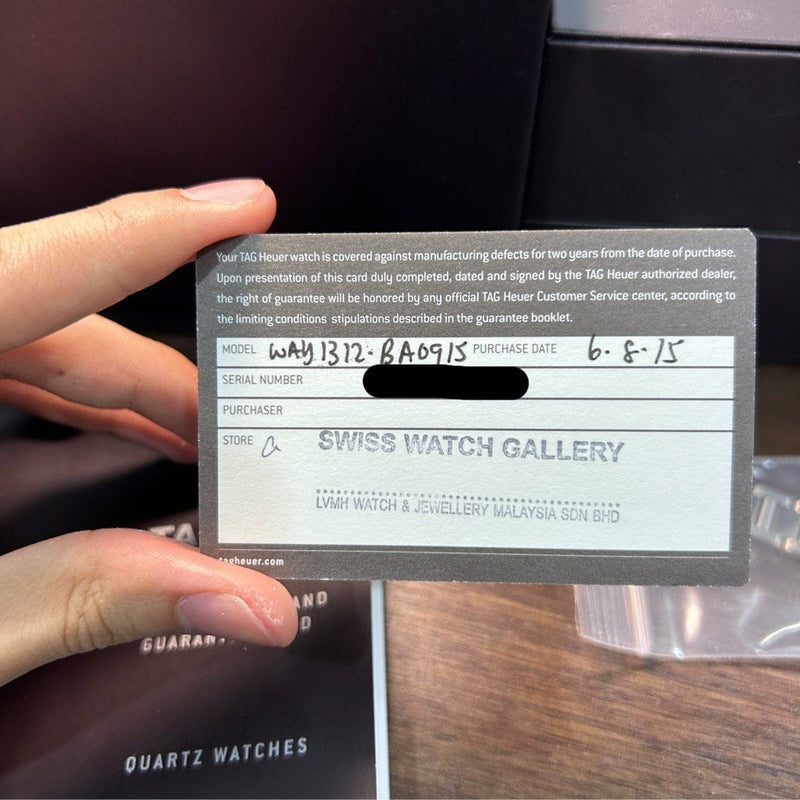 Your TAG Heuer watch is covered against manufacturing defects for two years from the date of purchase.
Upon presentation of this card duly completed, dated and signed by the TAG Heuer authorized dealer,
the right of guarantee will be honored by any official TAG Heuer Customer Service center, according to
the limiting conditions stipulations described in the guarantee booklet.
MODEL WAY1312-BA0915 PURCHASE DATE 6.8.15
SERIAL NUMBER
PURCHASER
STORE
SWISS WATCH GALLERY
LVMH WATCH & JEWELLERY MALAYSIA SDN BHD
tagheuer.com
QUARTZ WATCHES